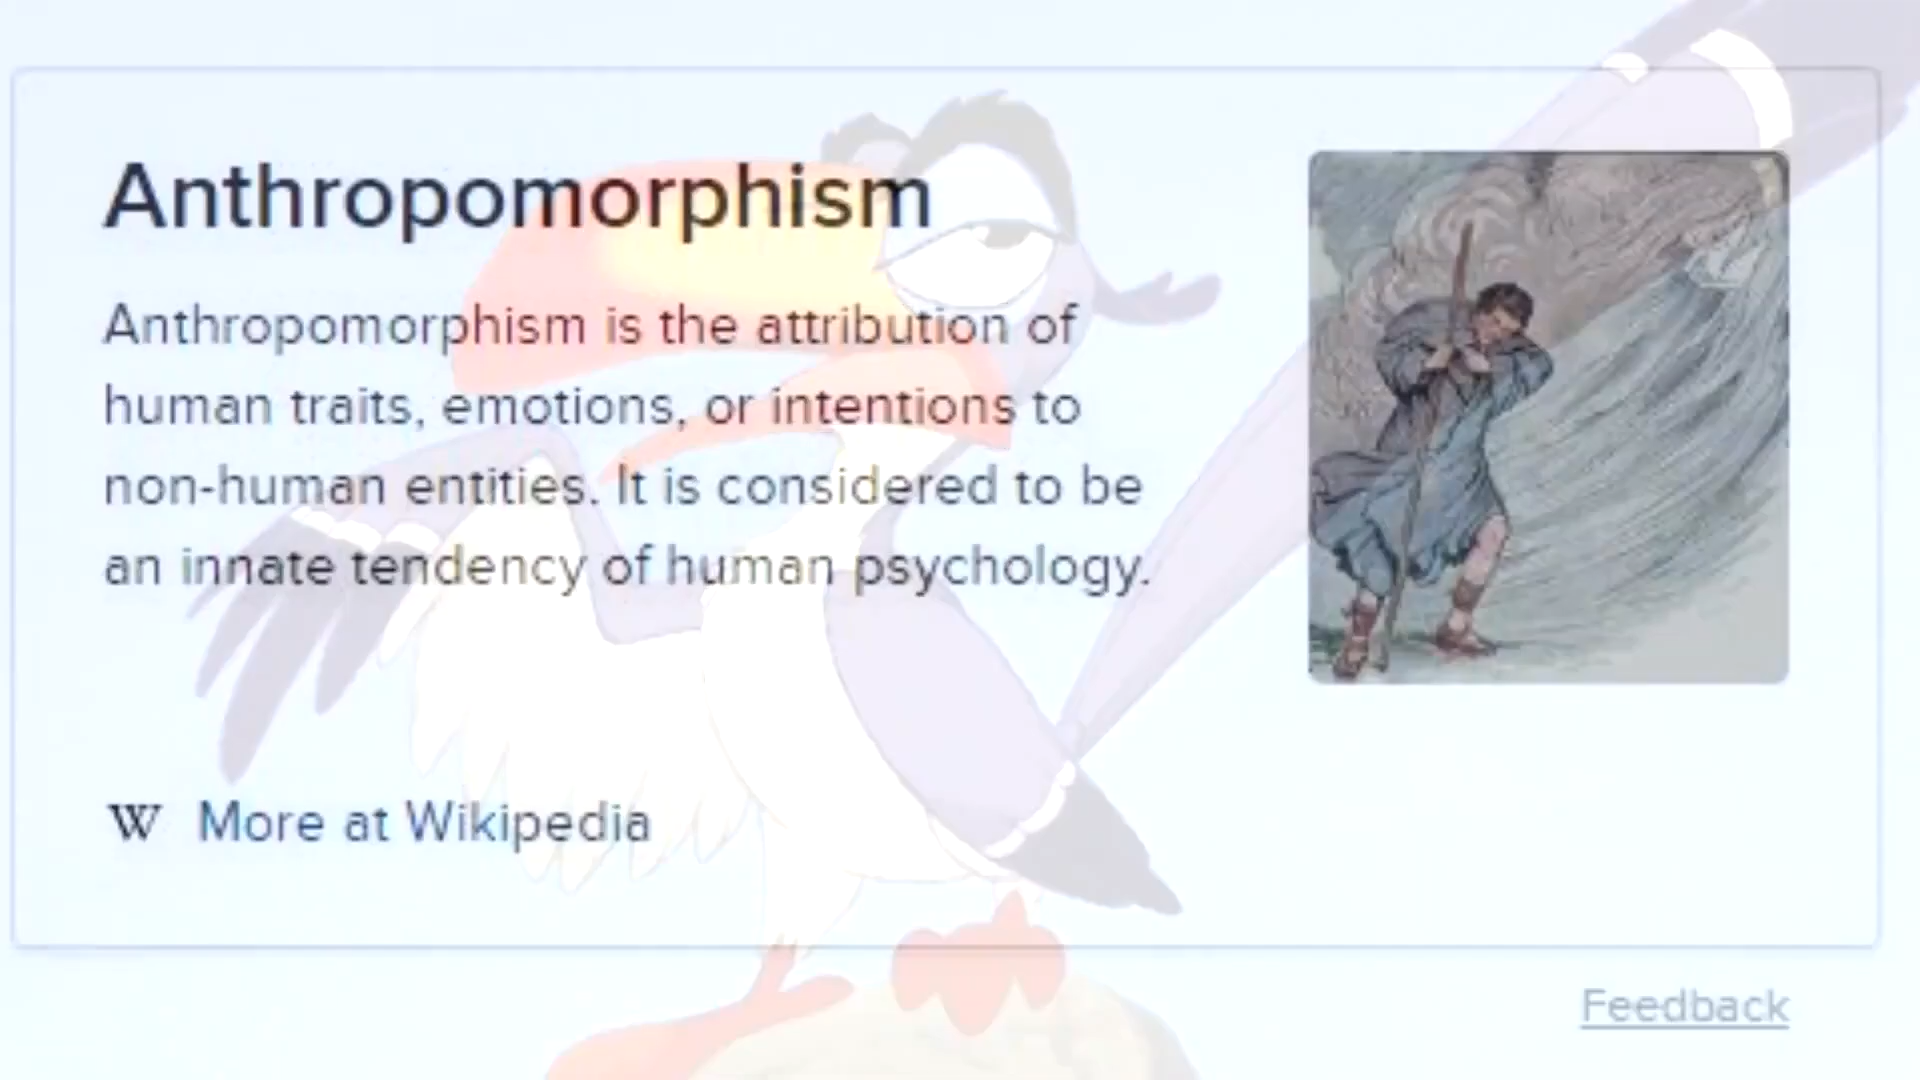 Anthropomorphism
Anthropomorphism is the attribution of
human traits, emotions, or intentions to
non-human entities. It is considered to be
an innate tendency of human psychology.
W More at Wikipedia
Feedback